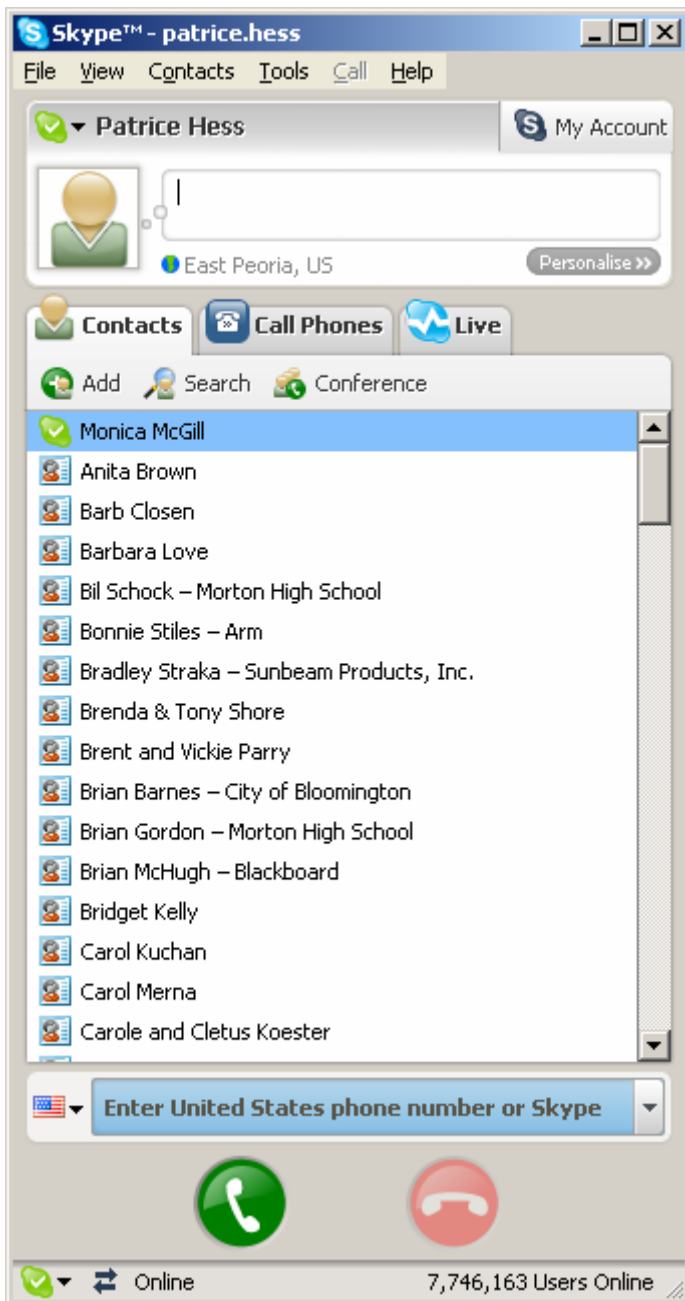 Skype™ - patrice.hess
File View Contacts Tools Call Help
Patrice Hess My Account
East Peoria, US Personalise >>
Contacts Call Phones Live
Add Search Conference
Monica McGill
Anita Brown
Barb Closen
Barbara Love
Bil Schock – Morton High School
Bonnie Stiles – Arm
Bradley Straka – Sunbeam Products, Inc.
Brenda & Tony Shore
Brent and Vickie Parry
Brian Barnes – City of Bloomington
Brian Gordon – Morton High School
Brian McHugh – Blackboard
Bridget Kelly
Carol Kuchan
Carol Merna
Carole and Cletus Koester
Enter United States phone number or Skype
Online 7,746,163 Users Online